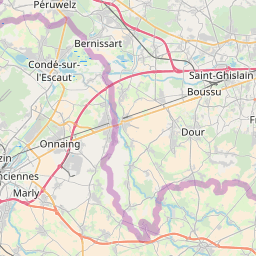 Péruwelz
Bernissart
Condé-sur-
l'Escaut
Saint-Ghislain
Boussu
Dour
Onnaing
Marly